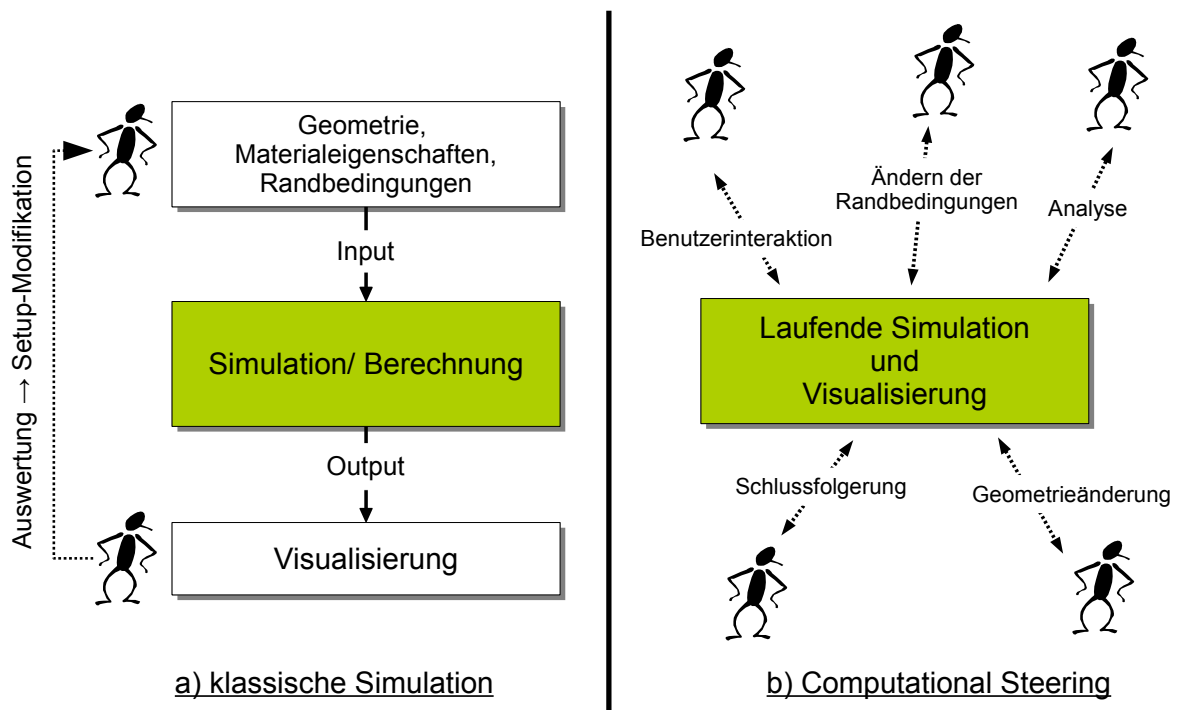 Geometrie,
Materialeigenschaften,
Randbedingungen
Input
Simulation/ Berechnung
Output
Visualisierung
Auswertung → Setup-Modifikation
a) klassische Simulation
Benutzerinteraktion
Ändern der
Randbedingungen
Analyse
Laufende Simulation
und
Visualisierung
Schlussfolgerung
Geometrieänderung
b) Computational Steering